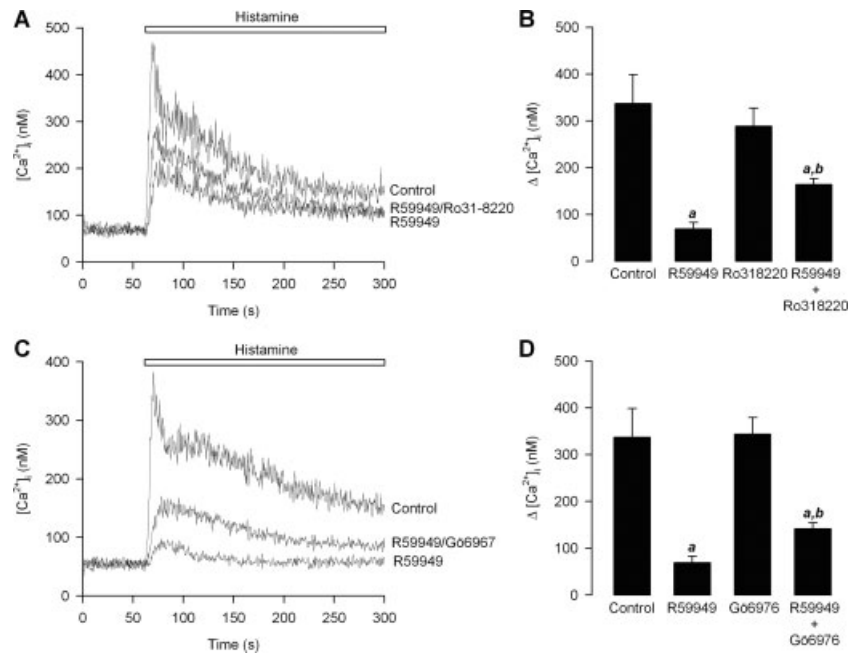 A
Histamine
500
400
300
200
100
0
[Ca2+]i (nM)
Control
R59949/Ro31-8220
R59949
0 50 100 150 200 250 300
Time (s)
B
500
400
300
200
100
0
Δ [Ca2+]i (nM)
a
a,b
Control R59949 Ro318220 R59949
+
Ro318220
C
Histamine
400
300
200
100
0
[Ca2+]i (nM)
Control
R59949/Gö6967
R59949
0 50 100 150 200 250 300
Time (s)
D
500
400
300
200
100
0
Δ [Ca2+]i (nM)
a
a,b
Control R59949 Gö6976 R59949
+
Gö6976